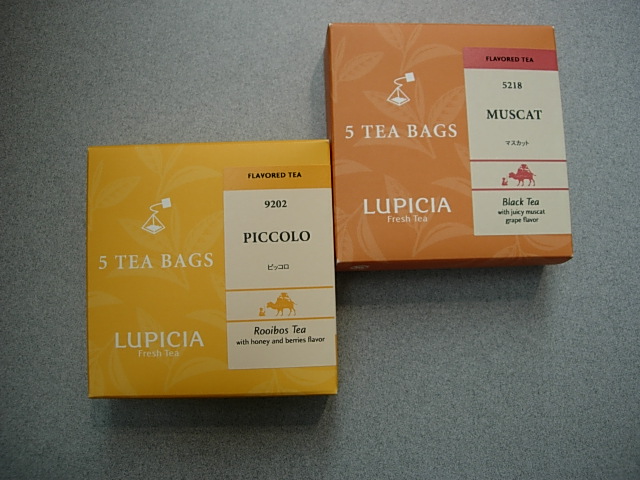 FLAVORED TEA
9202
PICCOLO
ピッコロ
Rooibos Tea
with honey and berries flavor
5 TEA BAGS
LUPICIA
Fresh Tea
FLAVORED TEA
5218
MUSCAT
マスカット
Black Tea
with juicy muscat
grape flavor
5 TEA BAGS
LUPICIA
Fresh Tea